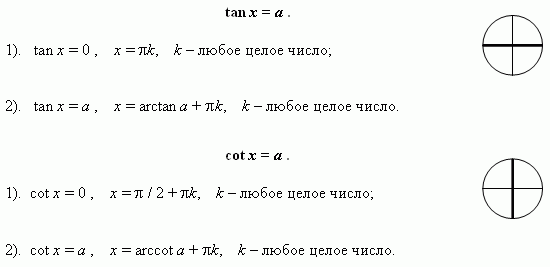 tan x = a .
1). tan x = 0 , x = πk, k – любое целое число;
2). tan x = a , x = arctan a + πk, k – любое целое число.
cot x = a .
1). cot x = 0 , x = π / 2 + πk, k – любое целое число;
2). cot x = a , x = arccot a + πk, k – любое целое число.